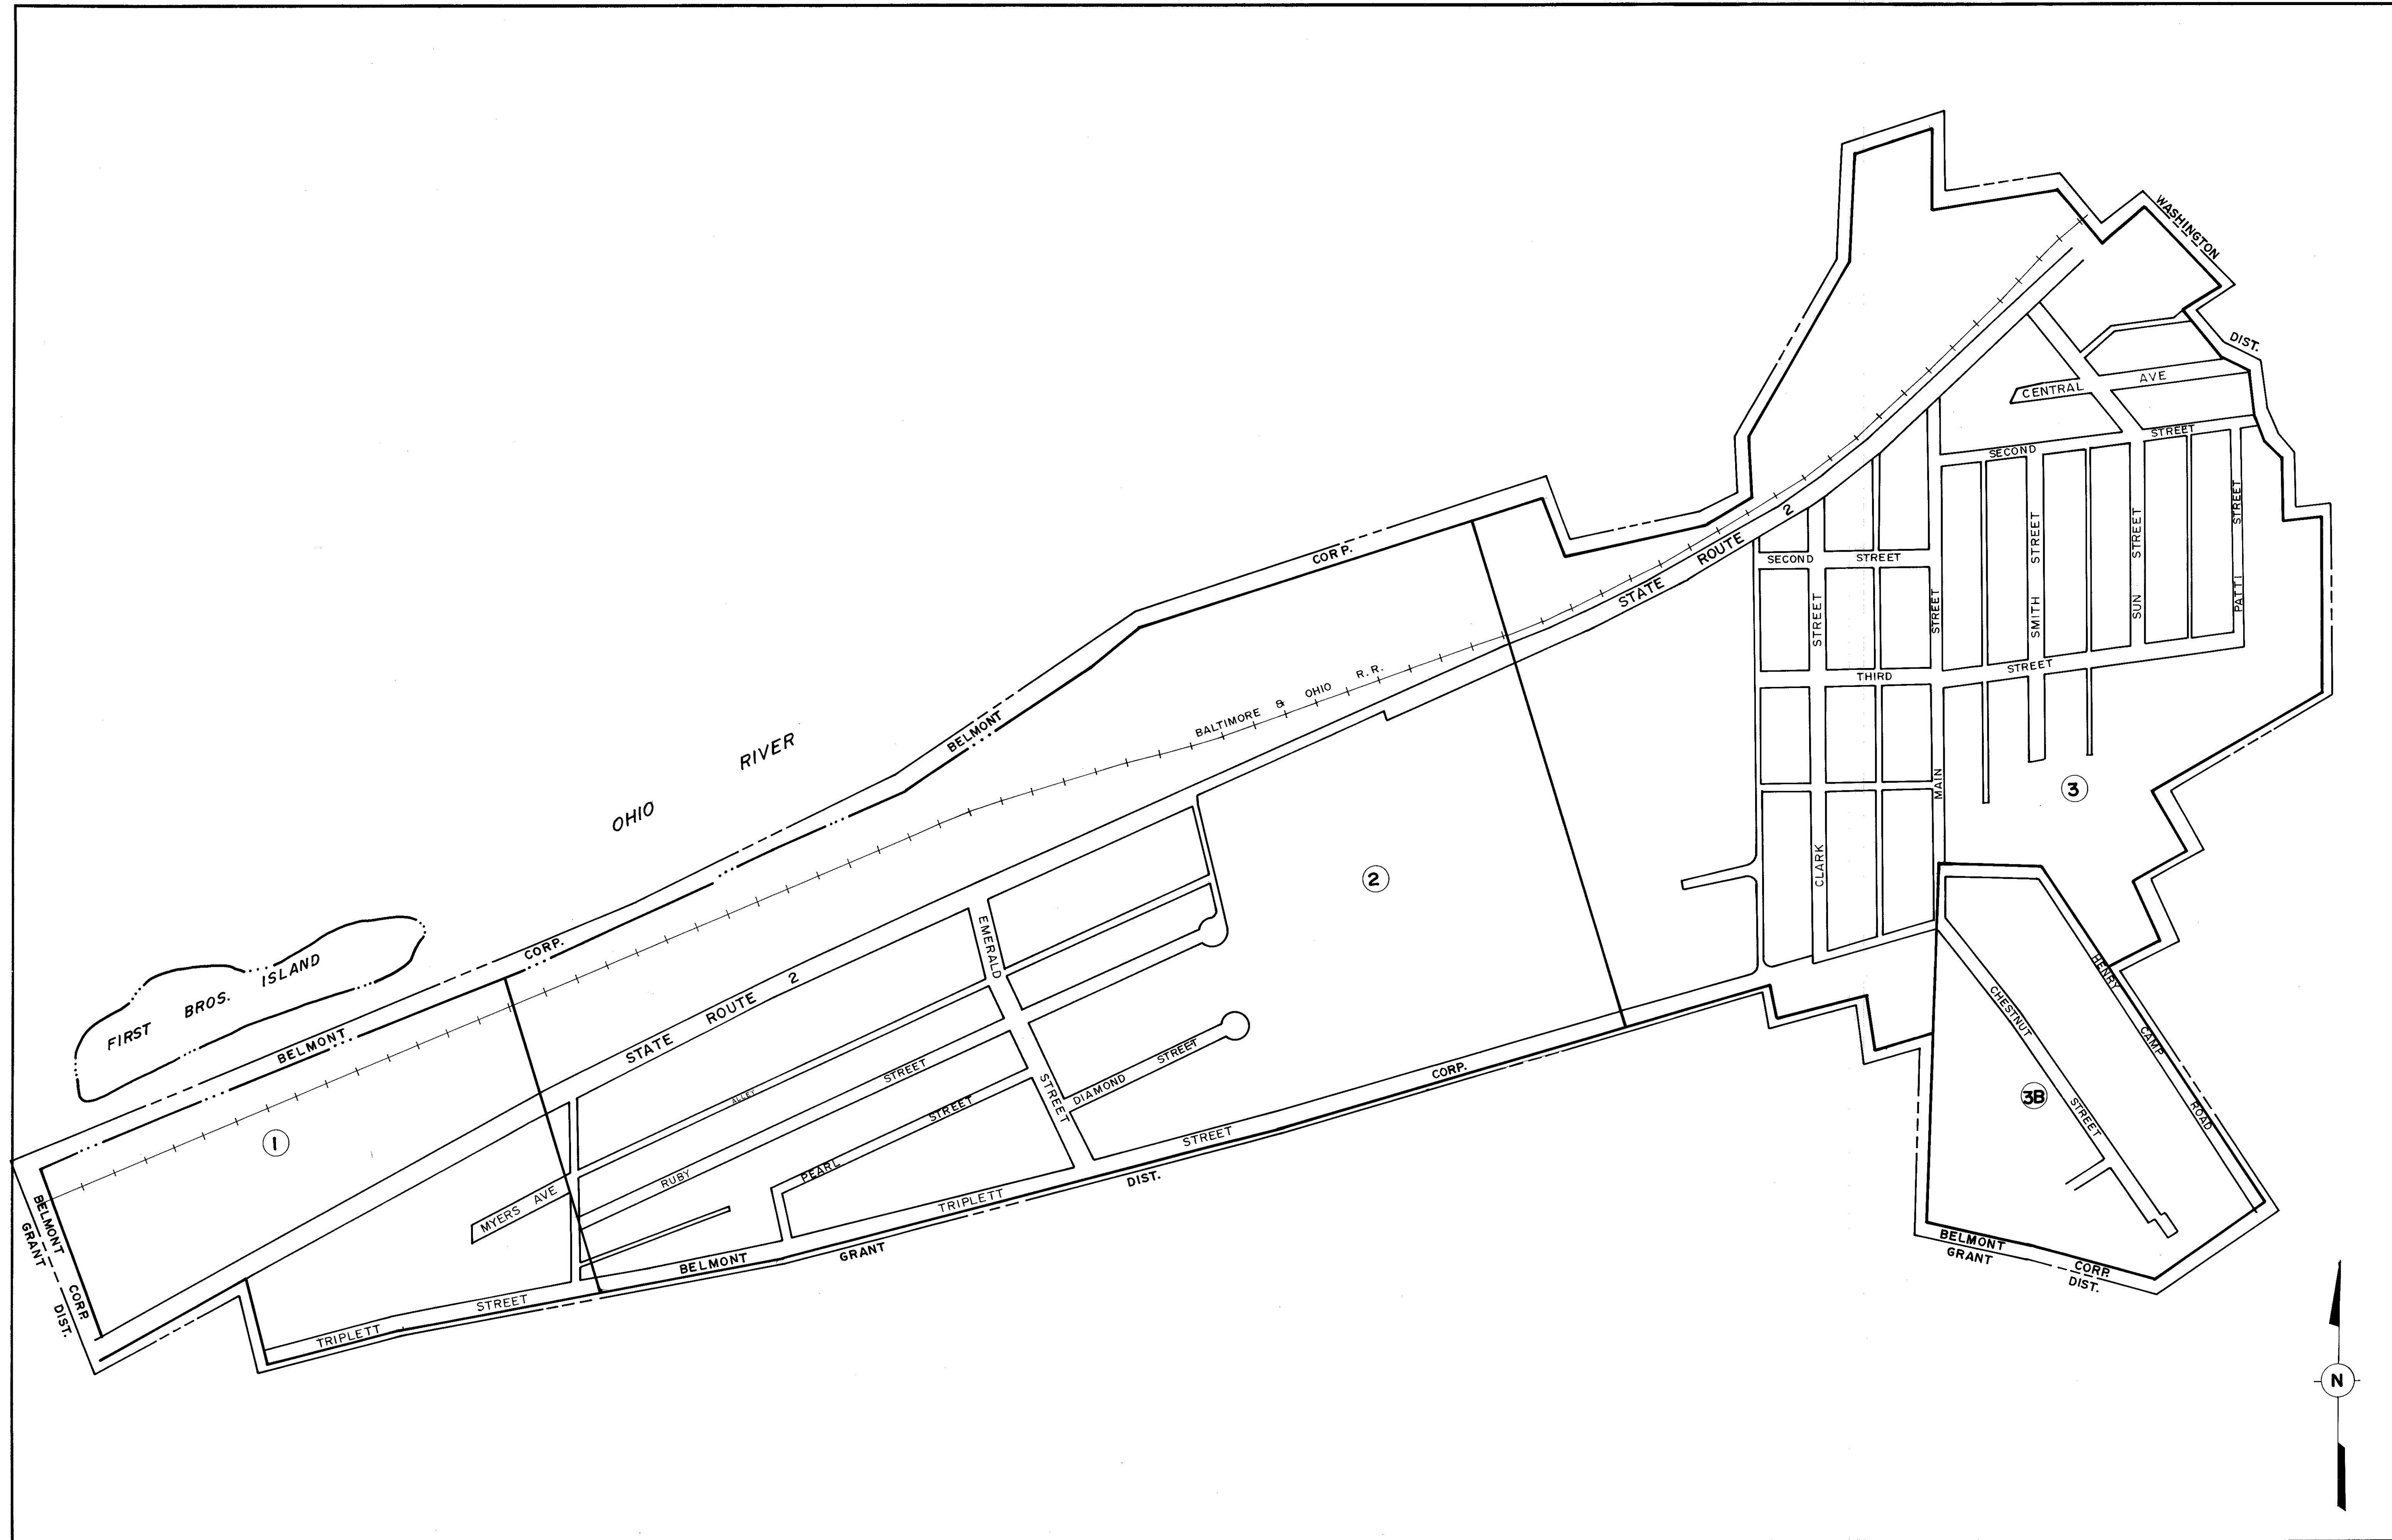 WASHINGTON
DIST.
CENTRAL AVE
SECOND STREET
SECOND STREET
STATE ROUTE 2
BELMONT CORP.
BALTIMORE & OHIO R.R.
OHIO RIVER
FIRST BROS. ISLAND
BELMONT CORP.
CLARK STREET
MAIN STREET
SMITH STREET
SUN STREET
PATTI STREET
THIRD STREET
3
2
1
3B
STATE ROUTE 2
EMERALD STREET
ALLEY
RUBY STREET
PEARL STREET
DIAMOND STREET
MYERS AVE
TRIPLETT STREET
TRIPLETT STREET
BELMONT CORP.
GRANT DIST.
BELMONT CORP.
GRANT DIST.
HENRY CAMP ROAD
CHESTNUT STREET
BELMONT CORP.
GRANT DIST.
N